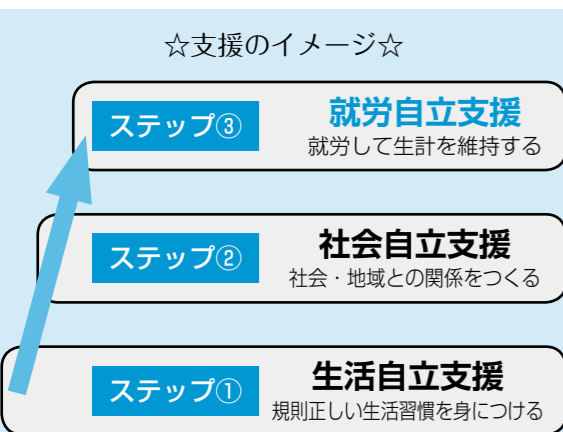 ☆支援のイメージ☆
ステップ③
就労自立支援
就労して生計を維持する
ステップ②
社会自立支援
社会・地域との関係をつくる
ステップ①
生活自立支援
規則正しい生活習慣を身につける